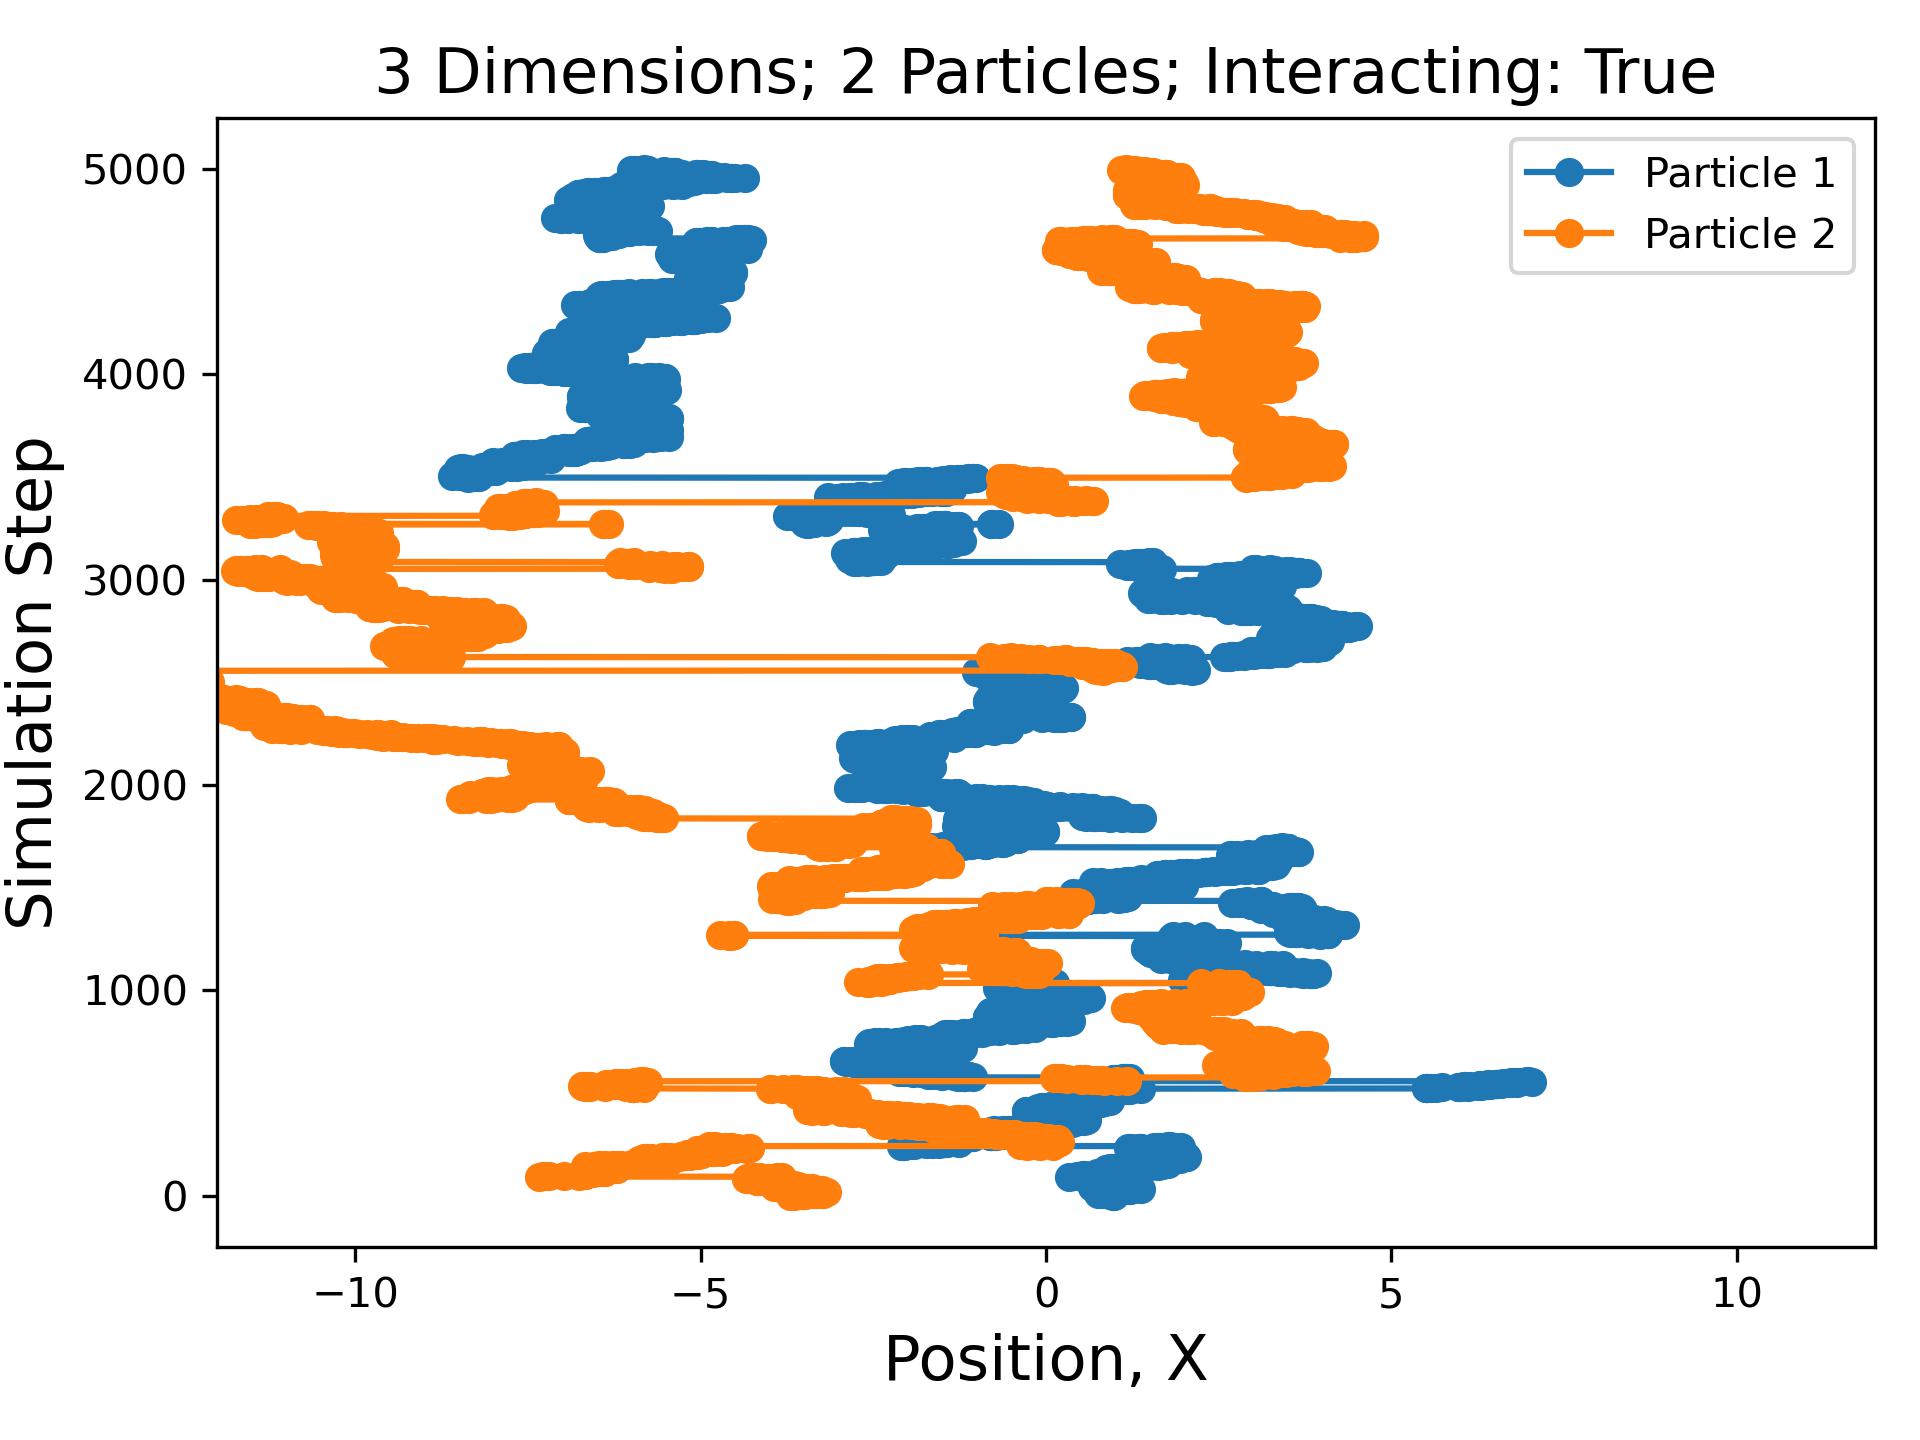 3 Dimensions; 2 Particles; Interacting: True
Particle 1
Particle 2
Simulation Step
5000
4000
3000
2000
1000
0
−10
−5
0
5
10
Position, X